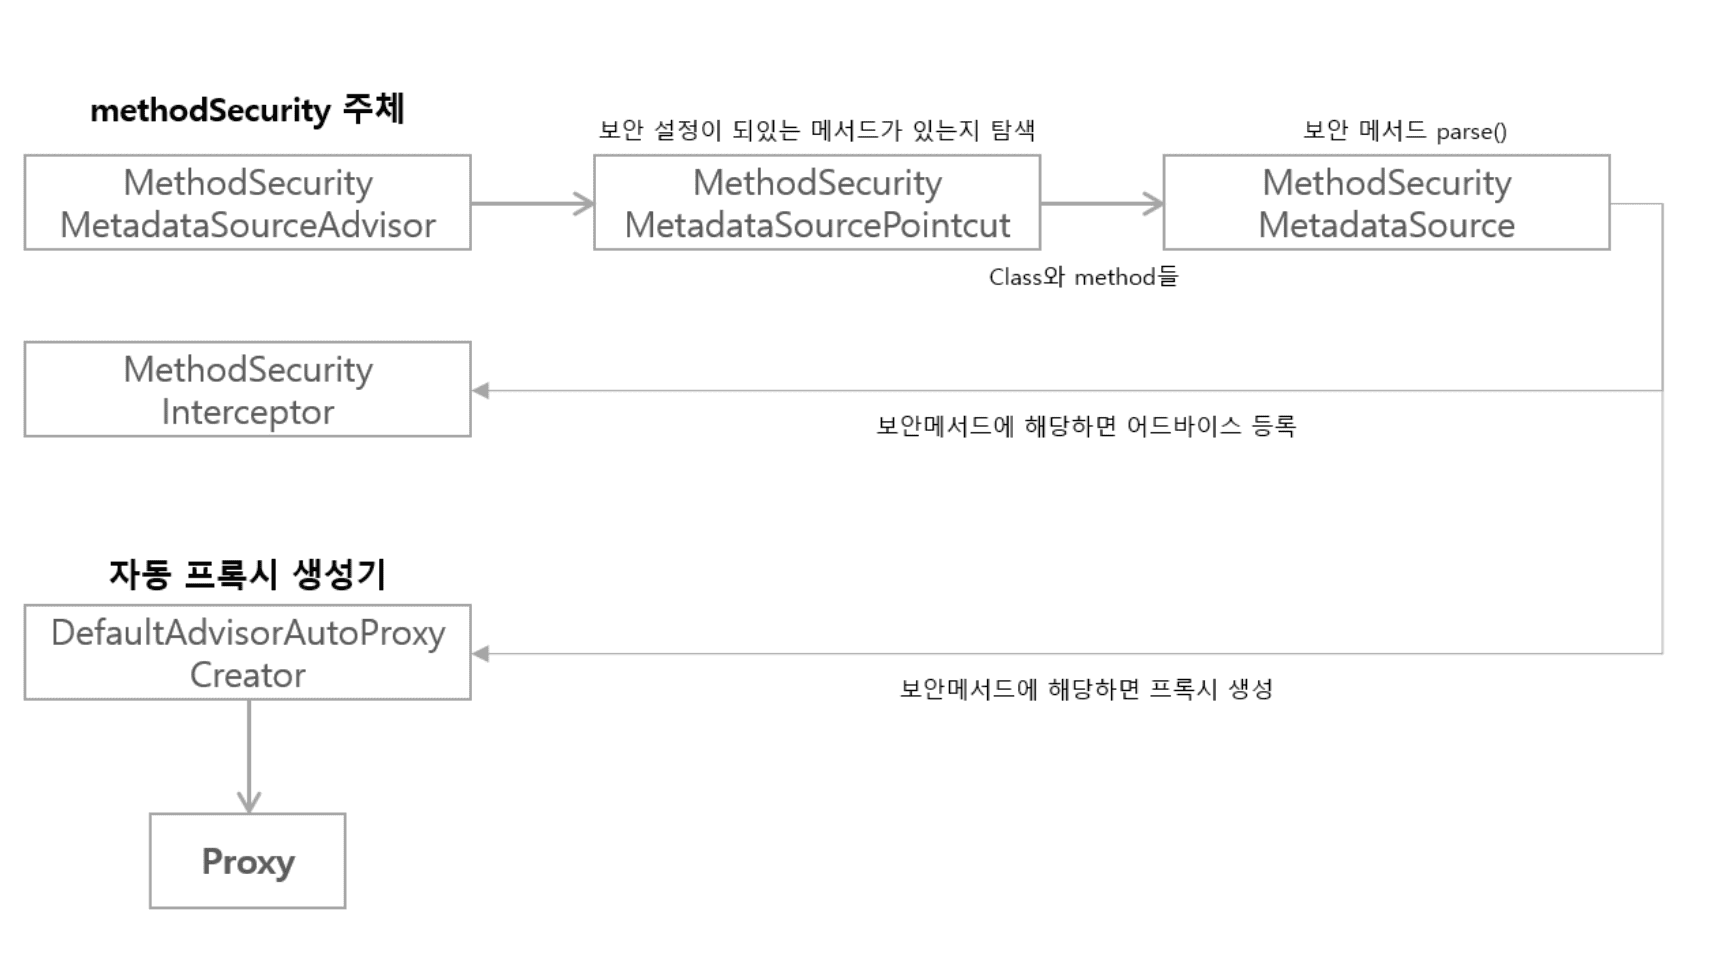 methodSecurity 주체
보안 설정이 되있는 메서드가 있는지 탐색
보안 메서드 parse()
MethodSecurity
MetadataSourceAdvisor
MethodSecurity
MetadataSourcePointcut
MethodSecurity
MetadataSource
Class와 method들
MethodSecurity
Interceptor
보안메서드에 해당하면 어드바이스 등록
자동 프록시 생성기
DefaultAdvisorAutoProxy
Creator
보안메서드에 해당하면 프록시 생성
Proxy